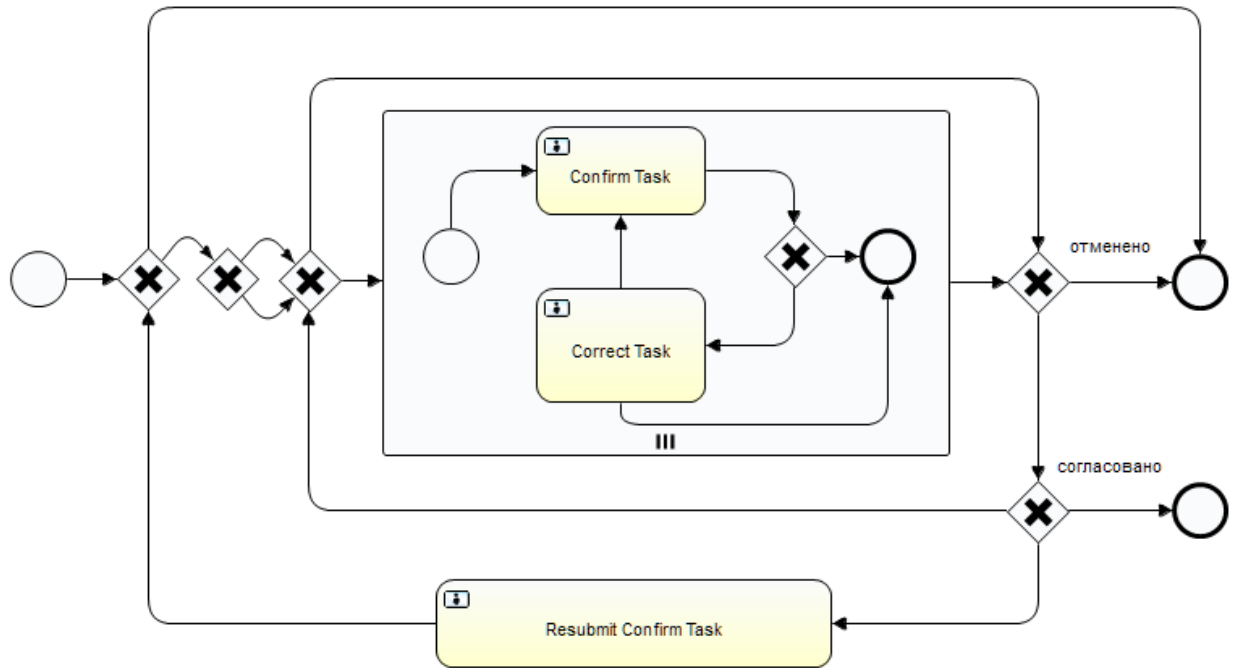 Confirm Task
отменено
Correct Task
согласовано
Resubmit Confirm Task